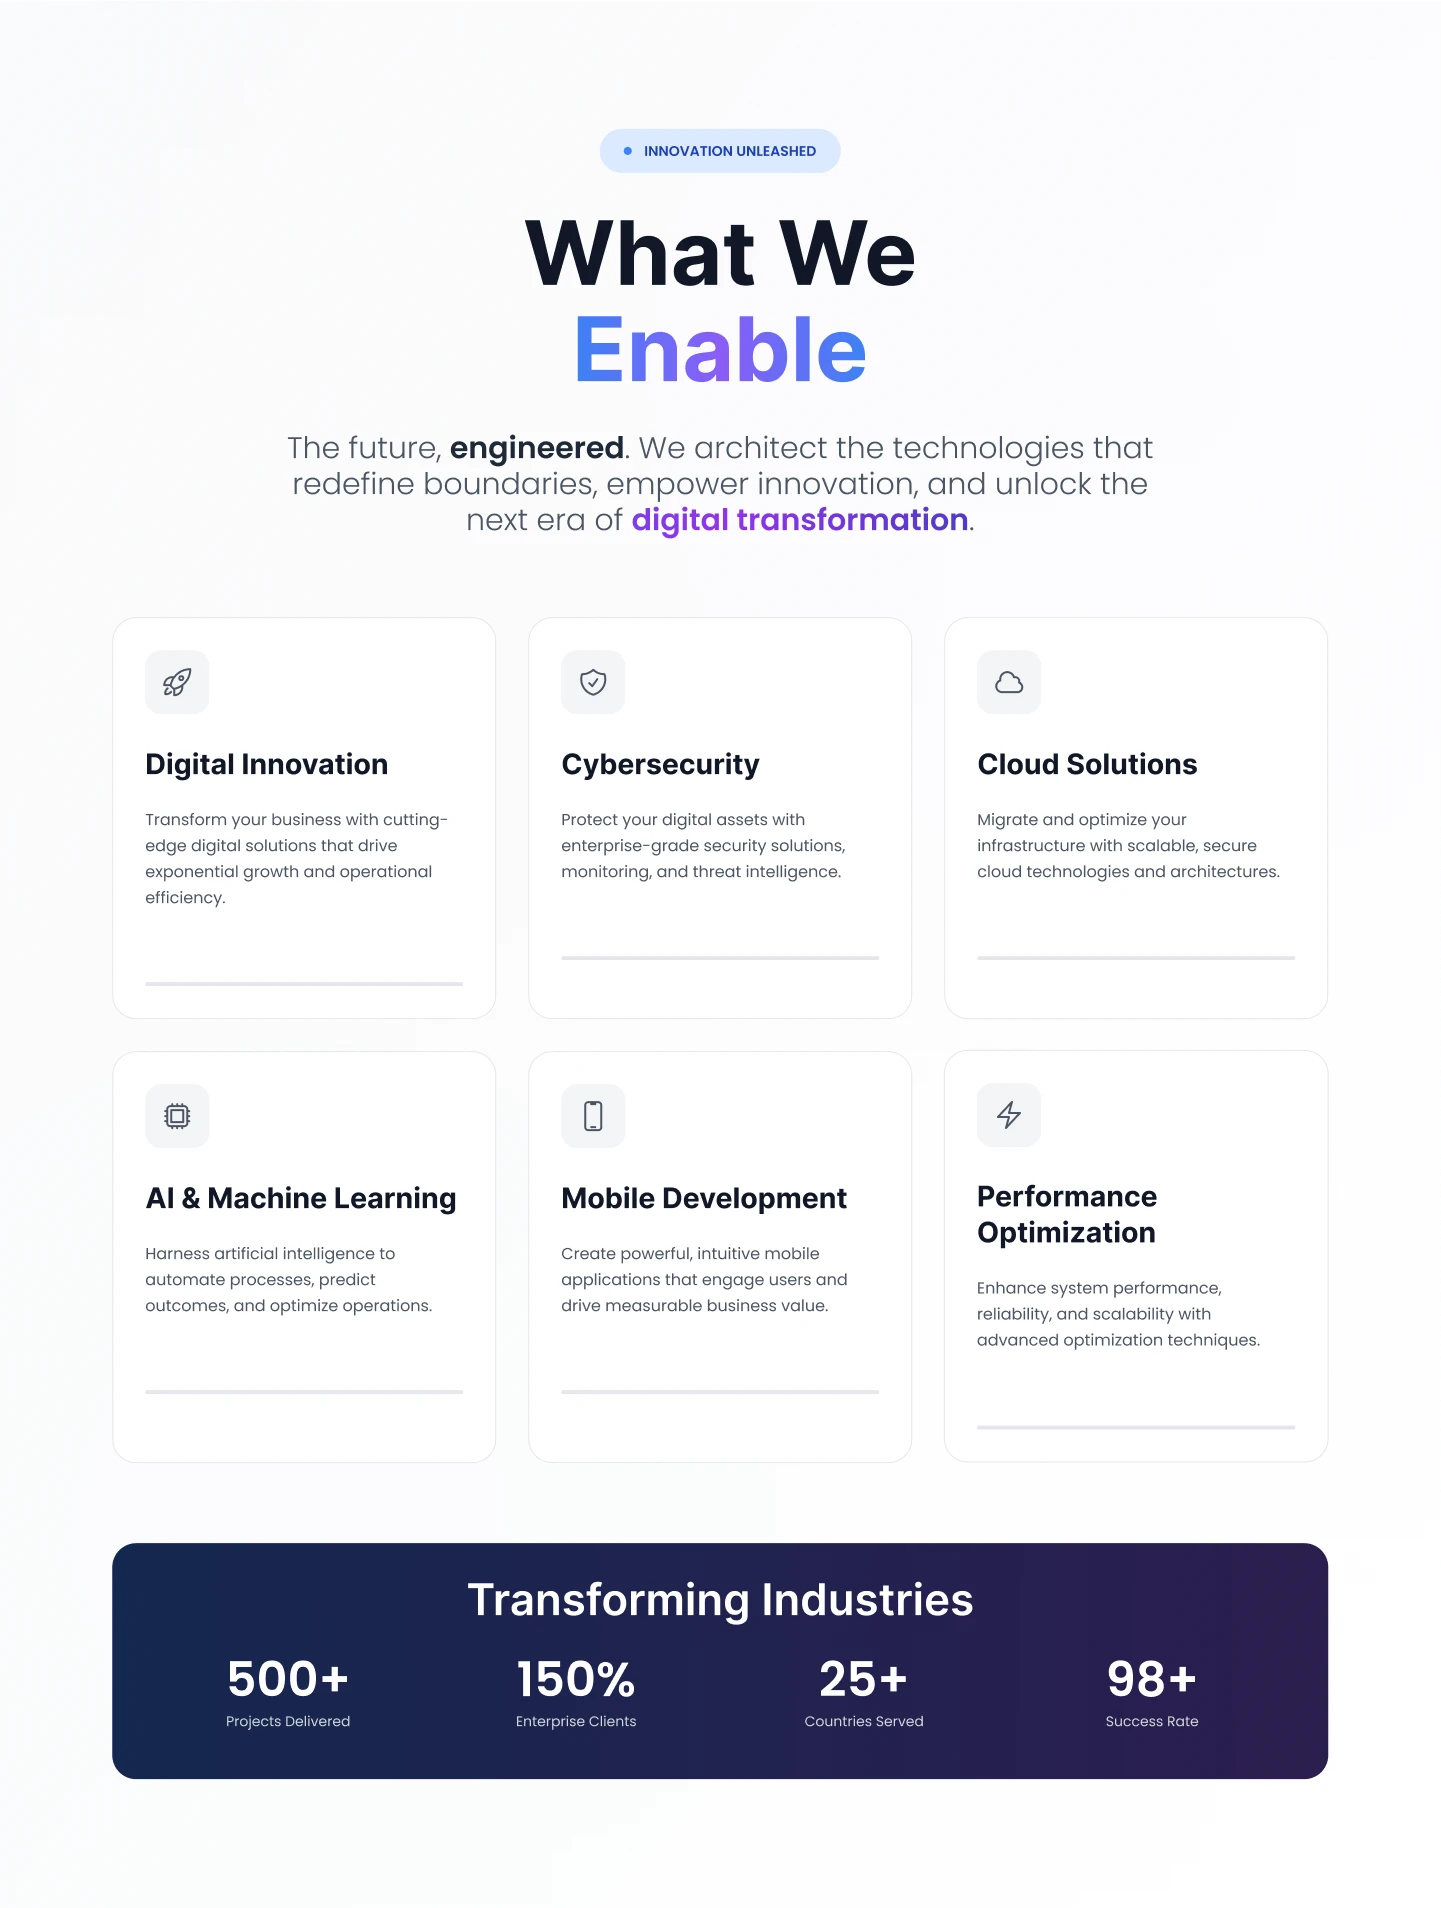 INNOVATION UNLEASHED
What We
Enable
The future, engineered. We architect the technologies that
redefine boundaries, empower innovation, and unlock the
next era of digital transformation.
Digital Innovation
Transform your business with cutting-
edge digital solutions that drive
exponential growth and operational
efficiency.
Cybersecurity
Protect your digital assets with
enterprise-grade security solutions,
monitoring, and threat intelligence.
Cloud Solutions
Migrate and optimize your
infrastructure with scalable, secure
cloud technologies and architectures.
AI & Machine Learning
Harness artificial intelligence to
automate processes, predict
outcomes, and optimize operations.
Mobile Development
Create powerful, intuitive mobile
applications that engage users and
drive measurable business value.
Performance
Optimization
Enhance system performance,
reliability, and scalability with
advanced optimization techniques.
Transforming Industries
500+
Projects Delivered
150%
Enterprise Clients
25+
Countries Served
98+
Success Rate